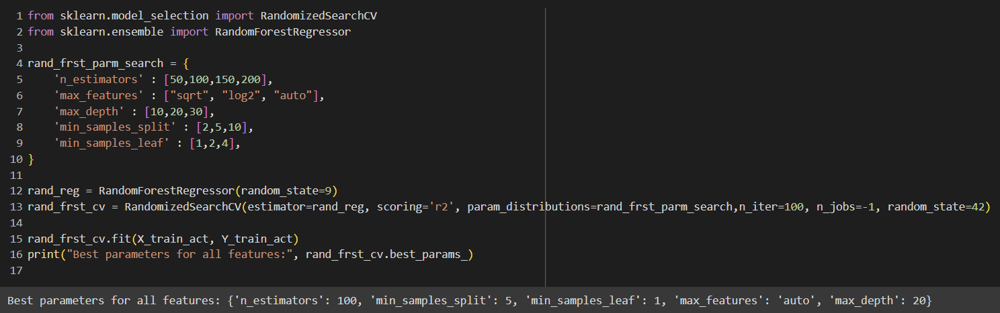 1 from sklearn.model_selection import RandomizedSearchCV
2 from sklearn.ensemble import RandomForestRegressor
3
4 rand_frst_parm_search = {
5     'n_estimators' : [50,100,150,200],
6     'max_features' : ["sqrt", "log2", "auto"],
7     'max_depth' : [10,20,30],
8     'min_samples_split' : [2,5,10],
9     'min_samples_leaf' : [1,2,4],
10 }
11
12 rand_reg = RandomForestRegressor(random_state=9)
13 rand_frst_cv = RandomizedSearchCV(estimator=rand_reg, scoring='r2', param_distributions=rand_frst_parm_search,n_iter=100, n_jobs=-1, random_state=42)
14
15 rand_frst_cv.fit(X_train_act, Y_train_act)
16 print("Best parameters for all features:", rand_frst_cv.best_params_)
17
Best parameters for all features: {'n_estimators': 100, 'min_samples_split': 5, 'min_samples_leaf': 1, 'max_features': 'auto', 'max_depth': 20}